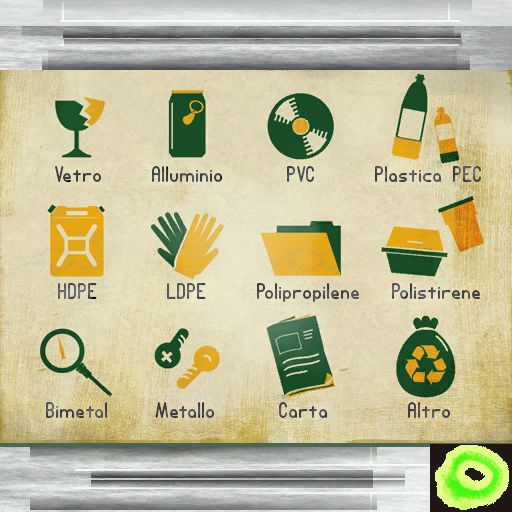 Vetro Alluminio PVC Plastica PEC
HDPE LDPE Polipropilene Polistirene
Bimetal Metallo Carta Altro